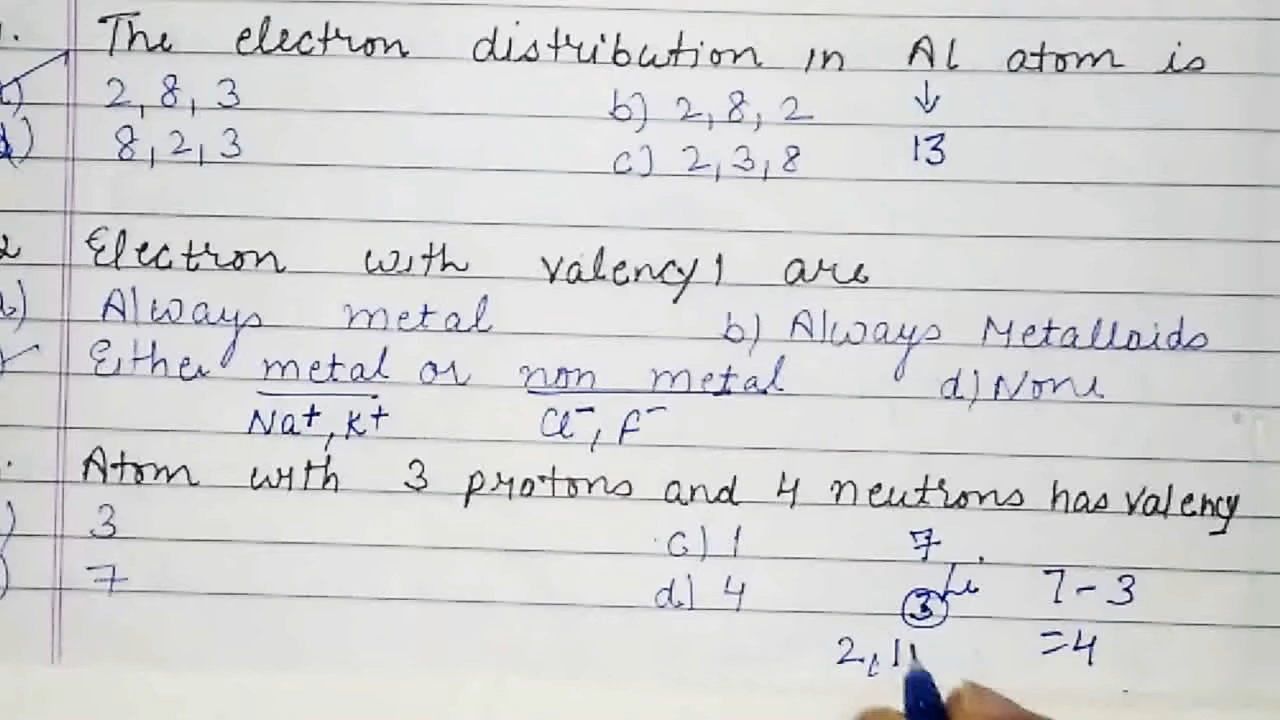 The electron distribution in Al atom is
2, 8, 3 b) 2, 8, 2 ↓
8, 2, 3 c) 2, 3, 8 13
2 Electron with valency 1 are
Always metal b) Always Metalloids
Either metal or non metal d) None
Na+, K+ Cl-, F-
Atom with 3 protons and 4 neutrons has valency
3 c) 1 7
7 d) 4 3 Li 7-3
2, 1 =4